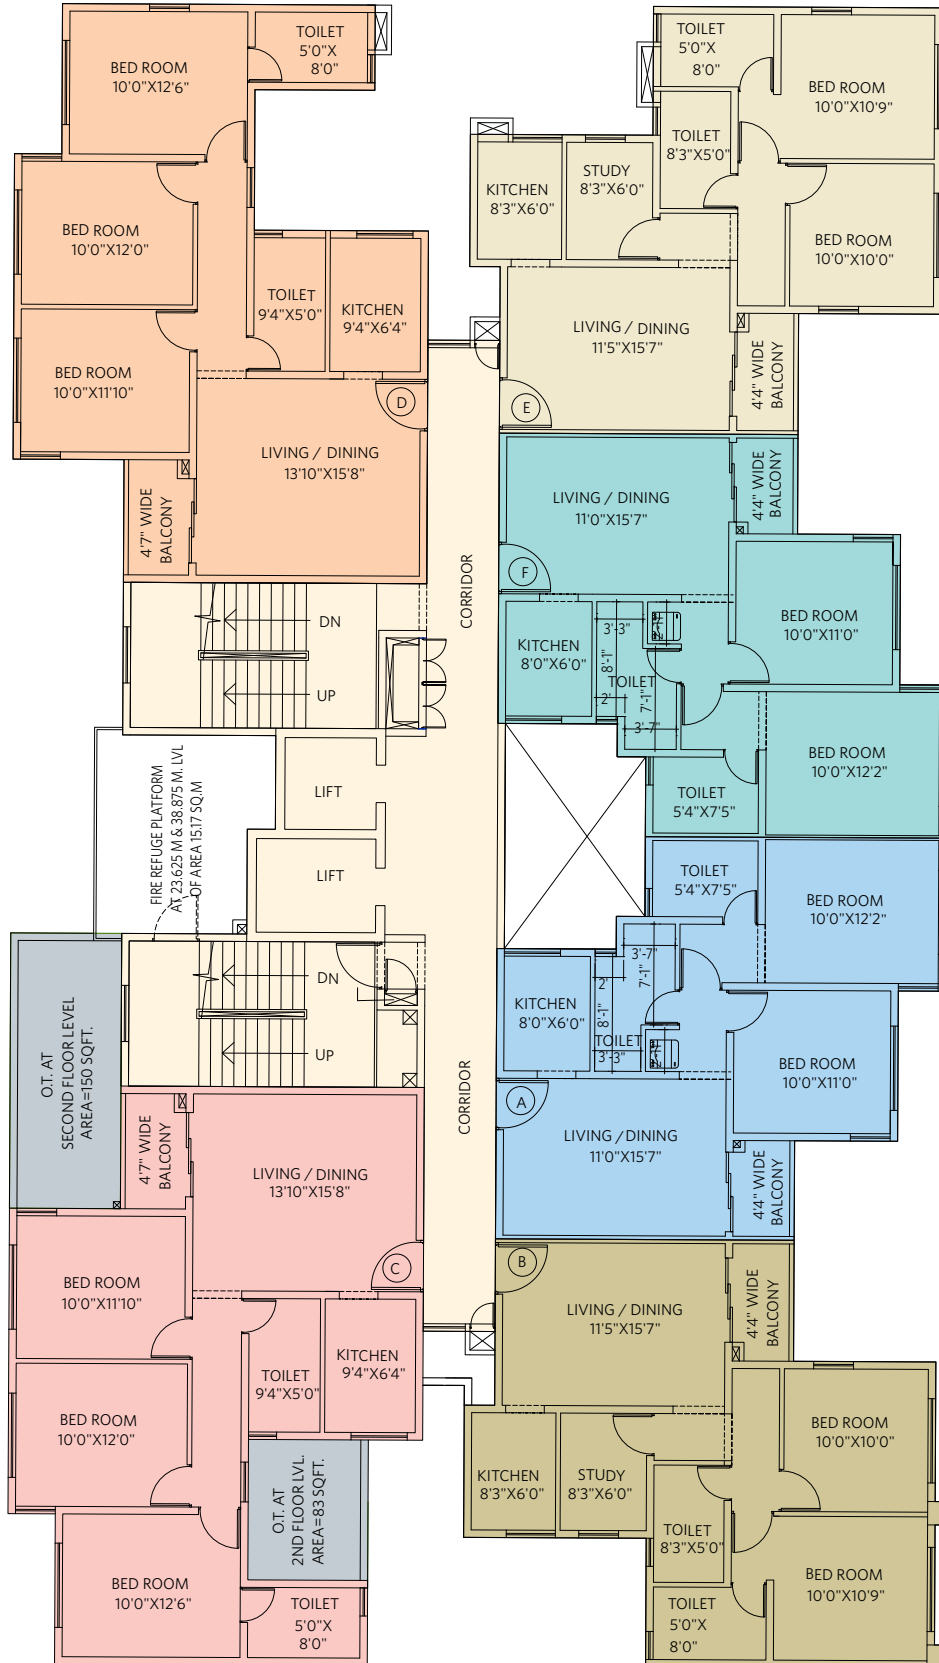 BED ROOM
10'0"X12'6"
TOILET
5'0"X
8'0"
BED ROOM
10'0"X12'0"
TOILET
9'4"X5'0"
KITCHEN
9'4"X6'4"
BED ROOM
10'0"X11'10"
D
LIVING / DINING
13'10"X15'8"
4'7" WIDE
BALCONY
TOILET
5'0"X
8'0"
BED ROOM
10'0"X10'9"
TOILET
8'3"X5'0"
STUDY
8'3"X6'0"
KITCHEN
8'3"X6'0"
BED ROOM
10'0"X10'0"
LIVING / DINING
11'5"X15'7"
4'4" WIDE
BALCONY
E
LIVING / DINING
11'0"X15'7"
4'4" WIDE
BALCONY
F
BED ROOM
10'0"X11'0"
KITCHEN
8'0"X6'0"
3'-3"
8'-1"
TOILET
2'
7'-1"
3'-7"
BED ROOM
10'0"X12'2"
TOILET
5'4"X7'5"
CORRIDOR
DN
UP
LIFT
LIFT
FIRE REFUGE PLATFORM
AT 23.625 M & 38.875 M. LVL
OF AREA 15.17 SQ.M
DN
UP
CORRIDOR
TOILET
5'4"X7'5"
BED ROOM
10'0"X12'2"
3'-7"
7'-1"
2'
8'-1"
KITCHEN
8'0"X6'0"
TOILET
3'-3"
BED ROOM
10'0"X11'0"
A
LIVING / DINING
11'0"X15'7"
4'4" WIDE
BALCONY
O.T. AT
SECOND FLOOR LEVEL
AREA=150 SQFT.
4'7" WIDE
BALCONY
LIVING / DINING
13'10"X15'8"
C
BED ROOM
10'0"X11'10"
TOILET
9'4"X5'0"
KITCHEN
9'4"X6'4"
BED ROOM
10'0"X12'0"
O.T. AT
2ND FLOOR LVL.
AREA=83 SQFT.
BED ROOM
10'0"X12'6"
TOILET
5'0"X
8'0"
B
LIVING / DINING
11'5"X15'7"
4'4" WIDE
BALCONY
BED ROOM
10'0"X10'0"
KITCHEN
8'3"X6'0"
STUDY
8'3"X6'0"
TOILET
8'3"X5'0"
BED ROOM
10'0"X10'9"
TOILET
5'0"X
8'0"